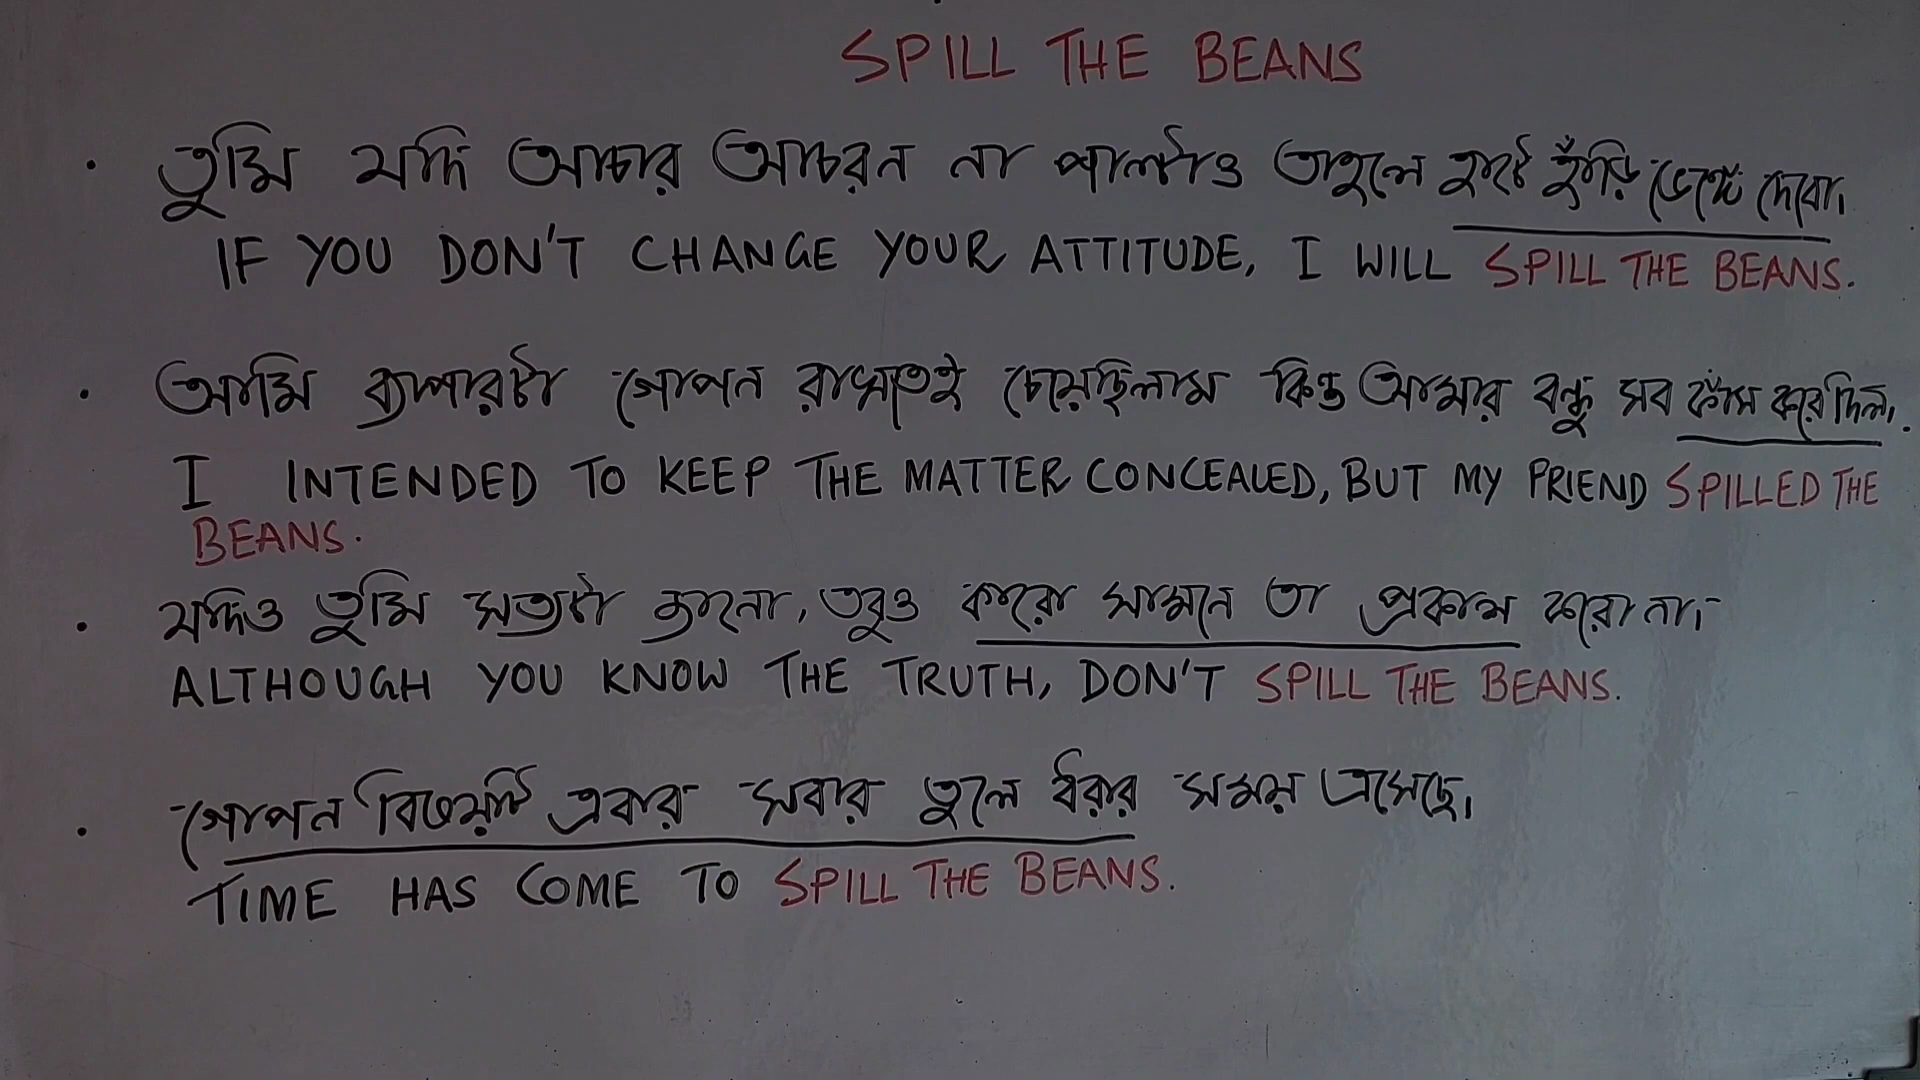 SPILL THE BEANS
• তুমি যদি আচার আচরন না পাল্টাও তাহলে হাটে হাঁড়ি ভেঙ্গে দেবো।
IF YOU DON'T CHANGE YOUR ATTITUDE, I WILL SPILL THE BEANS.
• আমি ব্যাপারটা গোপন রাখতেই চেয়েছিলাম কিন্তু আমার বন্ধু সব ফাঁস করে দিল।
I INTENDED TO KEEP THE MATTER CONCEALED, BUT MY FRIEND SPILLED THE
BEANS.
• যদিও তুমি সত্যটা জানো, তবুও কারো সামনে তা প্রকাশ করো না।
ALTHOUGH YOU KNOW THE TRUTH, DON'T SPILL THE BEANS.
• গোপন বিষয়টি এবার সবার তুলে ধরার সময় এসেছে।
TIME HAS COME TO SPILL THE BEANS.